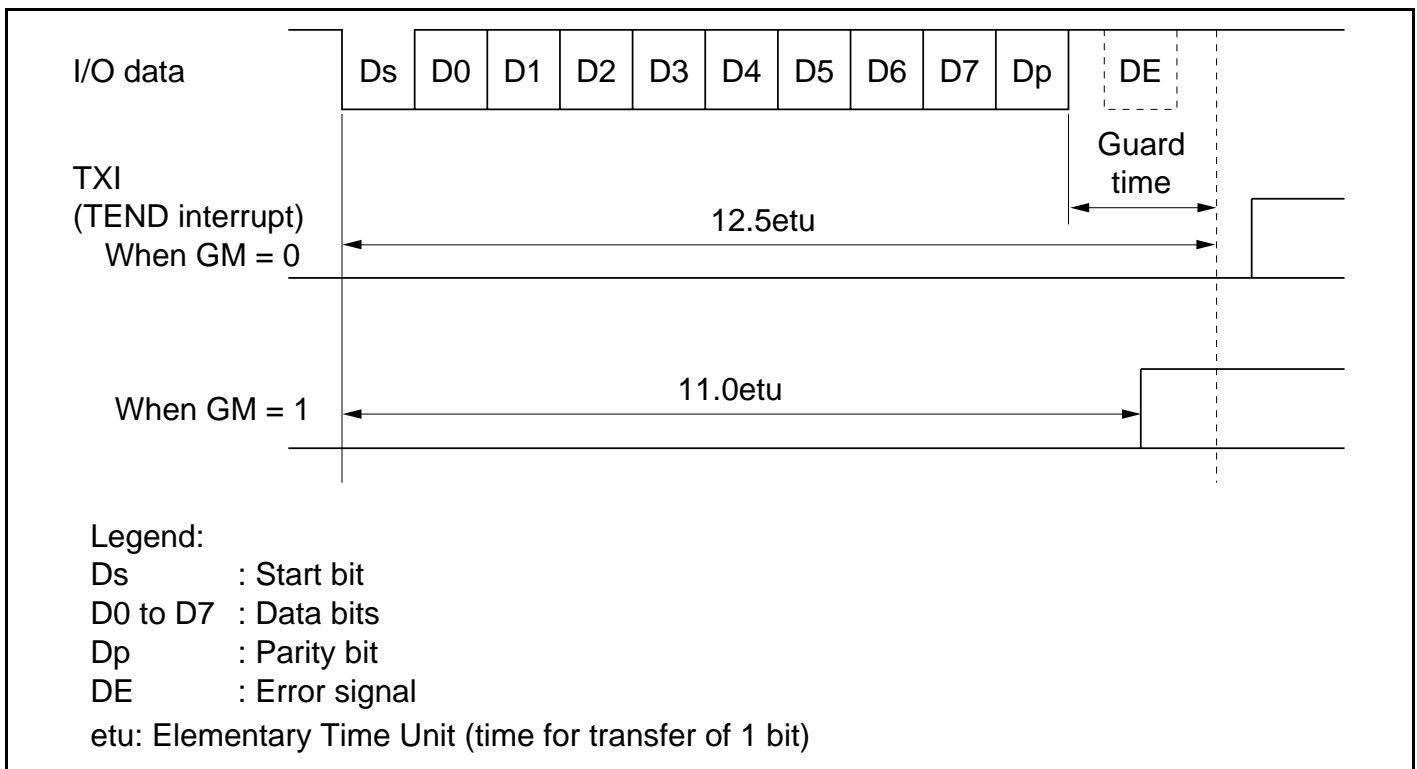 I/O data
Ds D0 D1 D2 D3 D4 D5 D6 D7 Dp DE
Guard
time
TXI
(TEND interrupt)
When GM = 0
12.5etu
When GM = 1
11.0etu
Legend:
Ds : Start bit
D0 to D7 : Data bits
Dp : Parity bit
DE : Error signal
etu: Elementary Time Unit (time for transfer of 1 bit)